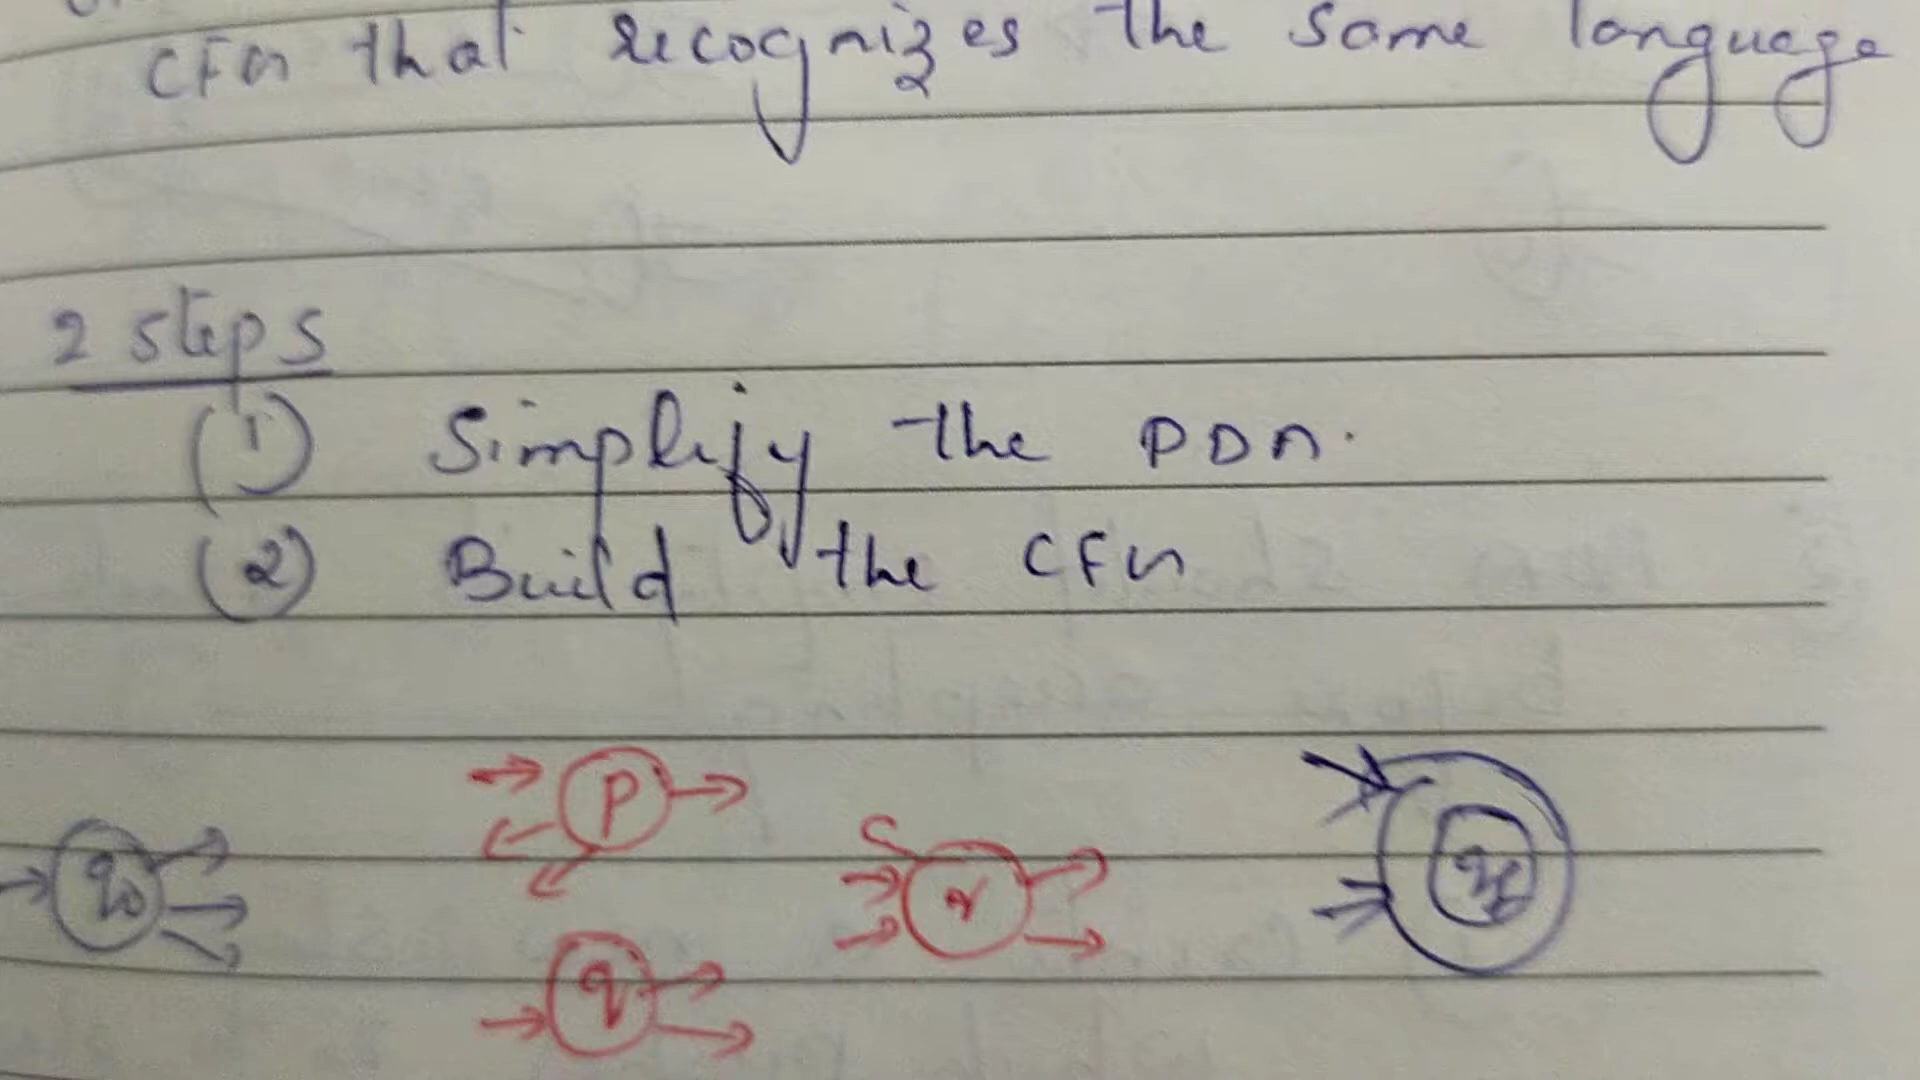 CFG that recognizes the same language
2 steps
(1) Simplify the PDA.
(2) Build the CFG
q0
p
q
r
qf